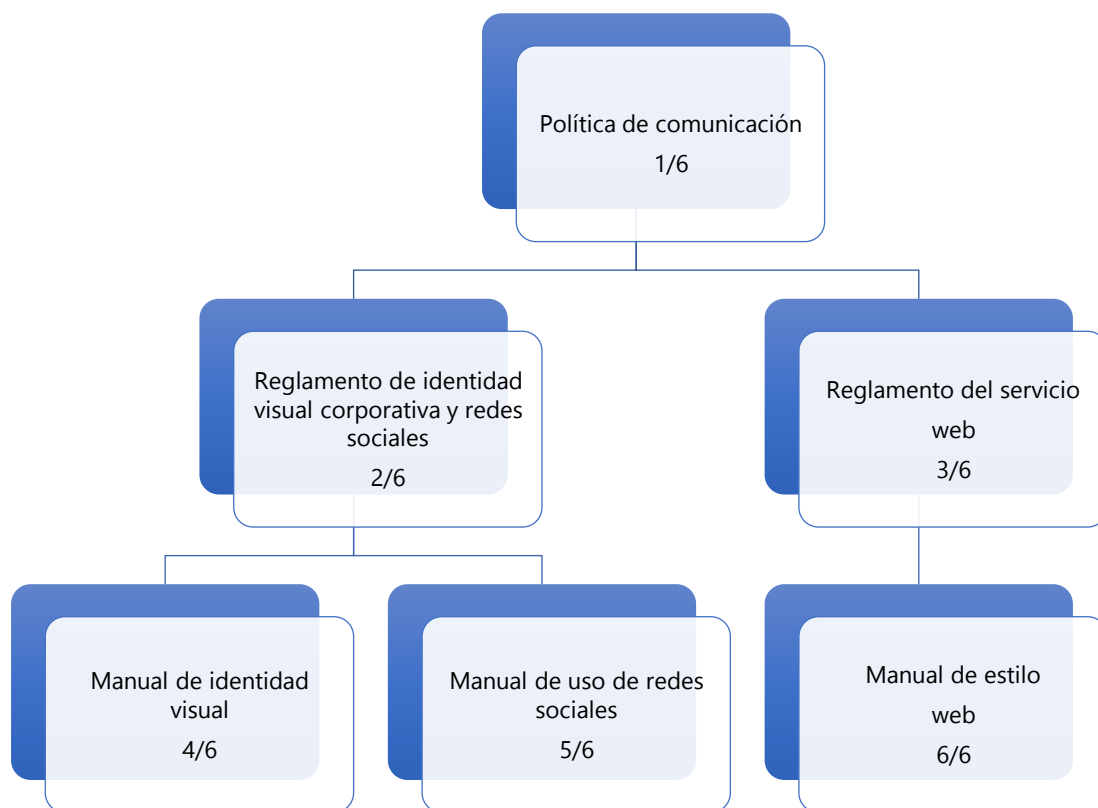 Política de comunicación
1/6
Reglamento de identidad
visual corporativa y redes
sociales
2/6
Reglamento del servicio
web
3/6
Manual de identidad
visual
4/6
Manual de uso de redes
sociales
5/6
Manual de estilo
web
6/6